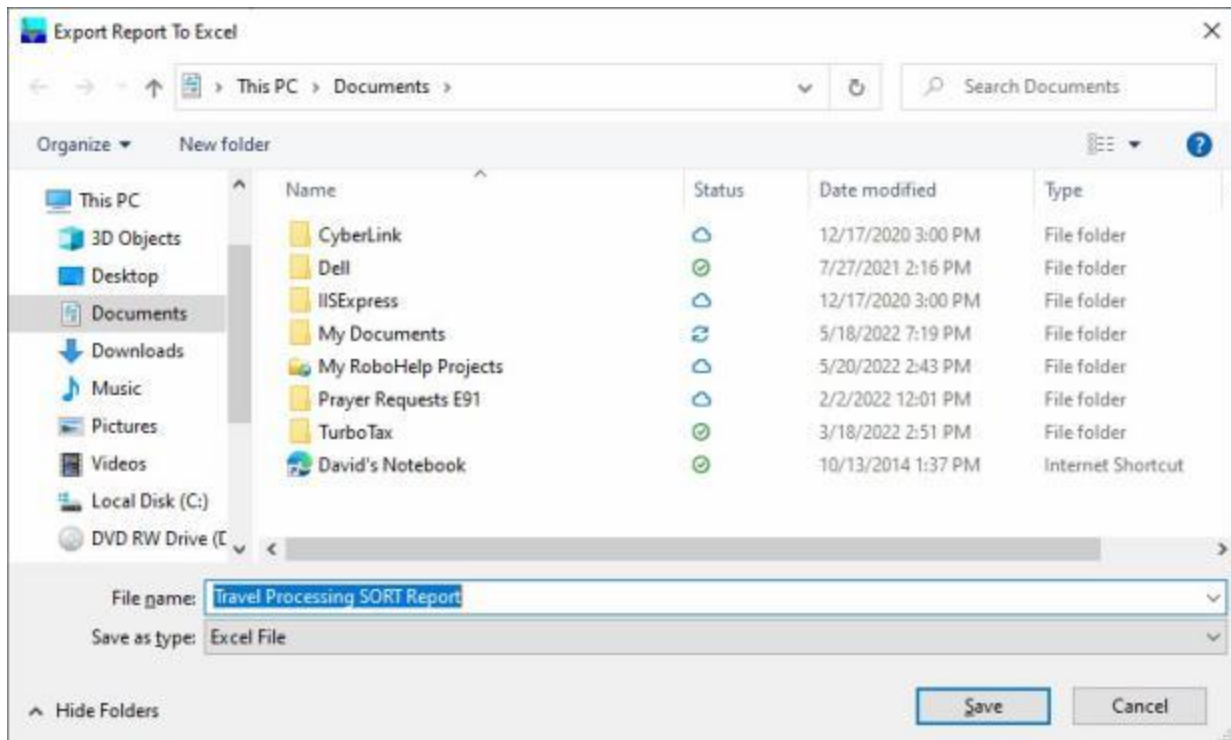 Export Report To Excel
This PC > Documents >
Search Documents
Organize
New folder
Name Status Date modified Type
This PC
3D Objects
Desktop
Documents
Downloads
Music
Pictures
Videos
Local Disk (C:)
DVD RW Drive (D
CyberLink 12/17/2020 3:00 PM File folder
Dell 7/27/2021 2:16 PM File folder
IISExpress 12/17/2020 3:00 PM File folder
My Documents 5/18/2022 7:19 PM File folder
My RoboHelp Projects 5/20/2022 2:43 PM File folder
Prayer Requests E91 2/2/2022 12:01 PM File folder
TurboTax 3/18/2022 2:51 PM File folder
David's Notebook 10/13/2014 1:37 PM Internet Shortcut
File name: Travel Processing SORT Report
Save as type: Excel File
Hide Folders
Save
Cancel